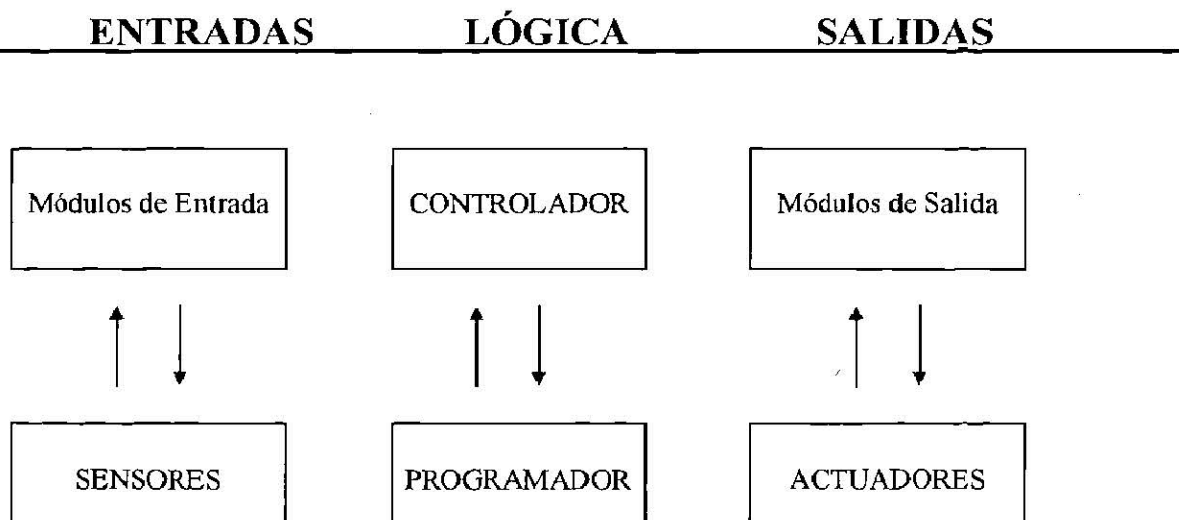 ENTRADAS LÓGICA SALIDAS
Módulos de Entrada CONTROLADOR Módulos de Salida
SENSORES PROGRAMADOR ACTUADORES